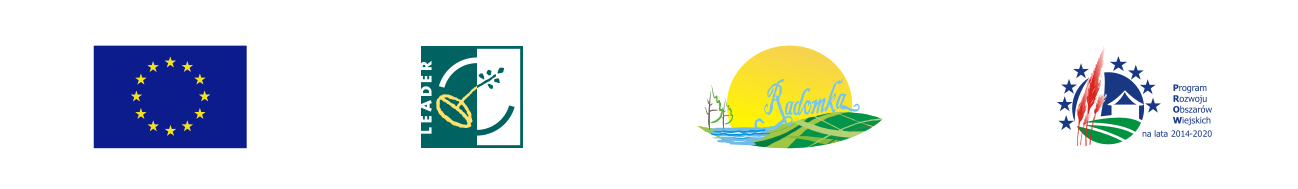 LEADER
Radomka
Program
Rozwoju
Obszarów
Wiejskich
na lata 2014-2020